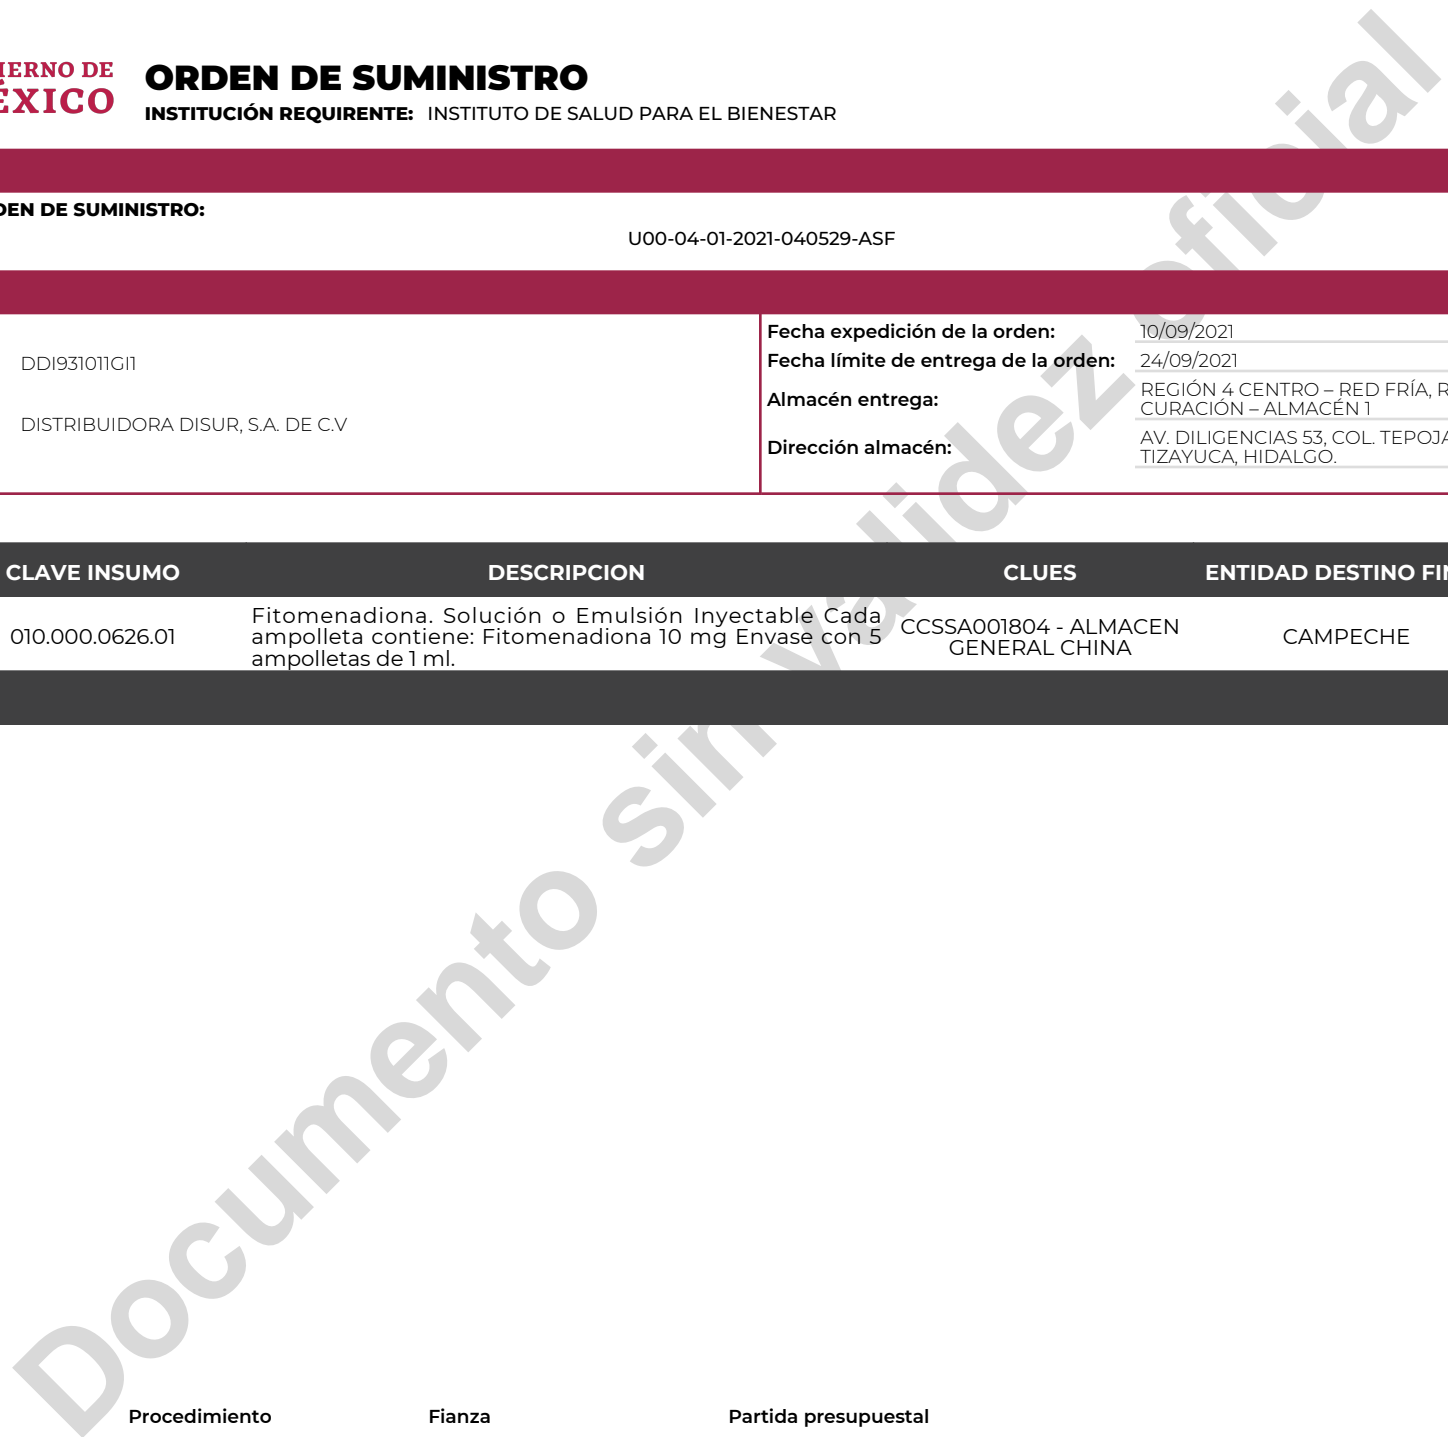 IERNO DE
ÉXICO
ORDEN DE SUMINISTRO
INSTITUCIÓN REQUIRENTE: INSTITUTO DE SALUD PARA EL BIENESTAR
DEN DE SUMINISTRO:
U00-04-01-2021-040529-ASF
DDI931011GI1
DISTRIBUIDORA DISUR, S.A. DE C.V
Fecha expedición de la orden: 10/09/2021
Fecha límite de entrega de la orden: 24/09/2021
Almacén entrega: REGIÓN 4 CENTRO – RED FRÍA, R
CURACIÓN – ALMACÉN 1
Dirección almacén: AV. DILIGENCIAS 53, COL. TEPOJA
TIZAYUCA, HIDALGO.
CLAVE INSUMO DESCRIPCION CLUES ENTIDAD DESTINO FIN
010.000.0626.01
Fitomenadiona. Solución o Emulsión Inyectable Cada
ampolleta contiene: Fitomenadiona 10 mg Envase con 5
ampolletas de 1 ml.
CCSSA001804 - ALMACEN
GENERAL CHINA
CAMPECHE
Documento sin validez oficial
Procedimiento Fianza Partida presupuestal